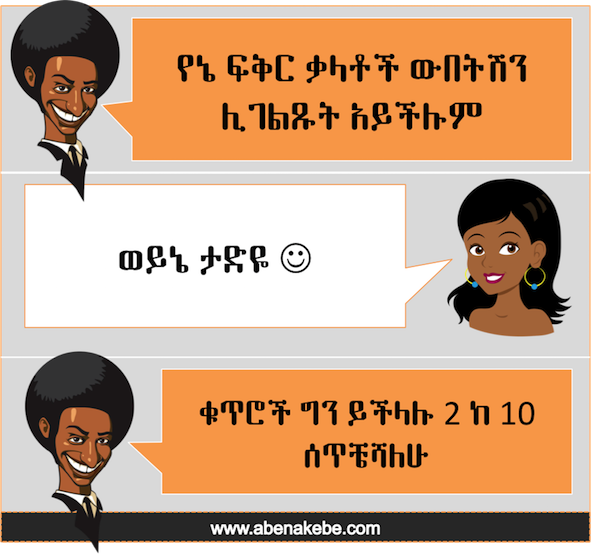 የኔ ፍቅር ቃላቶች ውበትሽን
ሊገልጹት አይችሉም
ወይኔ ታድዬ ☺
ቁጥሮች ግን ይችላሉ 2 ከ 10
ሰጥቼሻለሁ
www.abenakebe.com